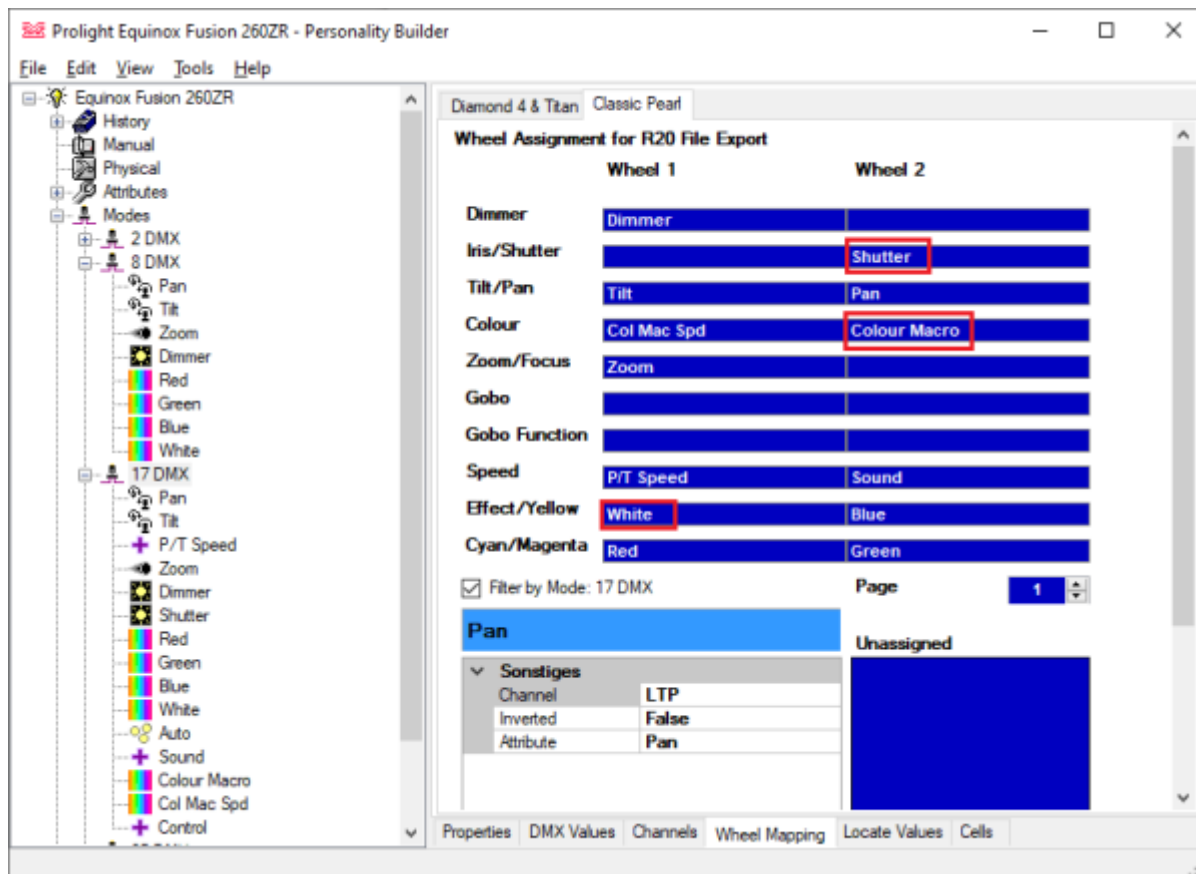 Prolight Equinox Fusion 260ZR - Personality Builder
File Edit View Tools Help
Equinox Fusion 260ZR
History
Manual
Physical
Attributes
Modes
2 DMX
8 DMX
Pan
Tilt
Zoom
Dimmer
Red
Green
Blue
White
17 DMX
Pan
Tilt
P/T Speed
Zoom
Dimmer
Shutter
Red
Green
Blue
White
Auto
Sound
Colour Macro
Col Mac Spd
Control
Diamond 4 & Titan Classic Pearl
Wheel Assignment for R20 File Export
Wheel 1 Wheel 2
Dimmer Dimmer
Iris/Shutter Shutter
Tilt/Pan Tilt Pan
Colour Col Mac Spd Colour Macro
Zoom/Focus Zoom
Gobo
Gobo Function
Speed P/T Speed Sound
Effect/Yellow White Blue
Cyan/Magenta Red Green
Filter by Mode: 17 DMX Page 1
Pan
Unassigned
Sonstiges
Channel LTP
Inverted False
Attribute Pan
Properties DMX Values Channels Wheel Mapping Locate Values Cells